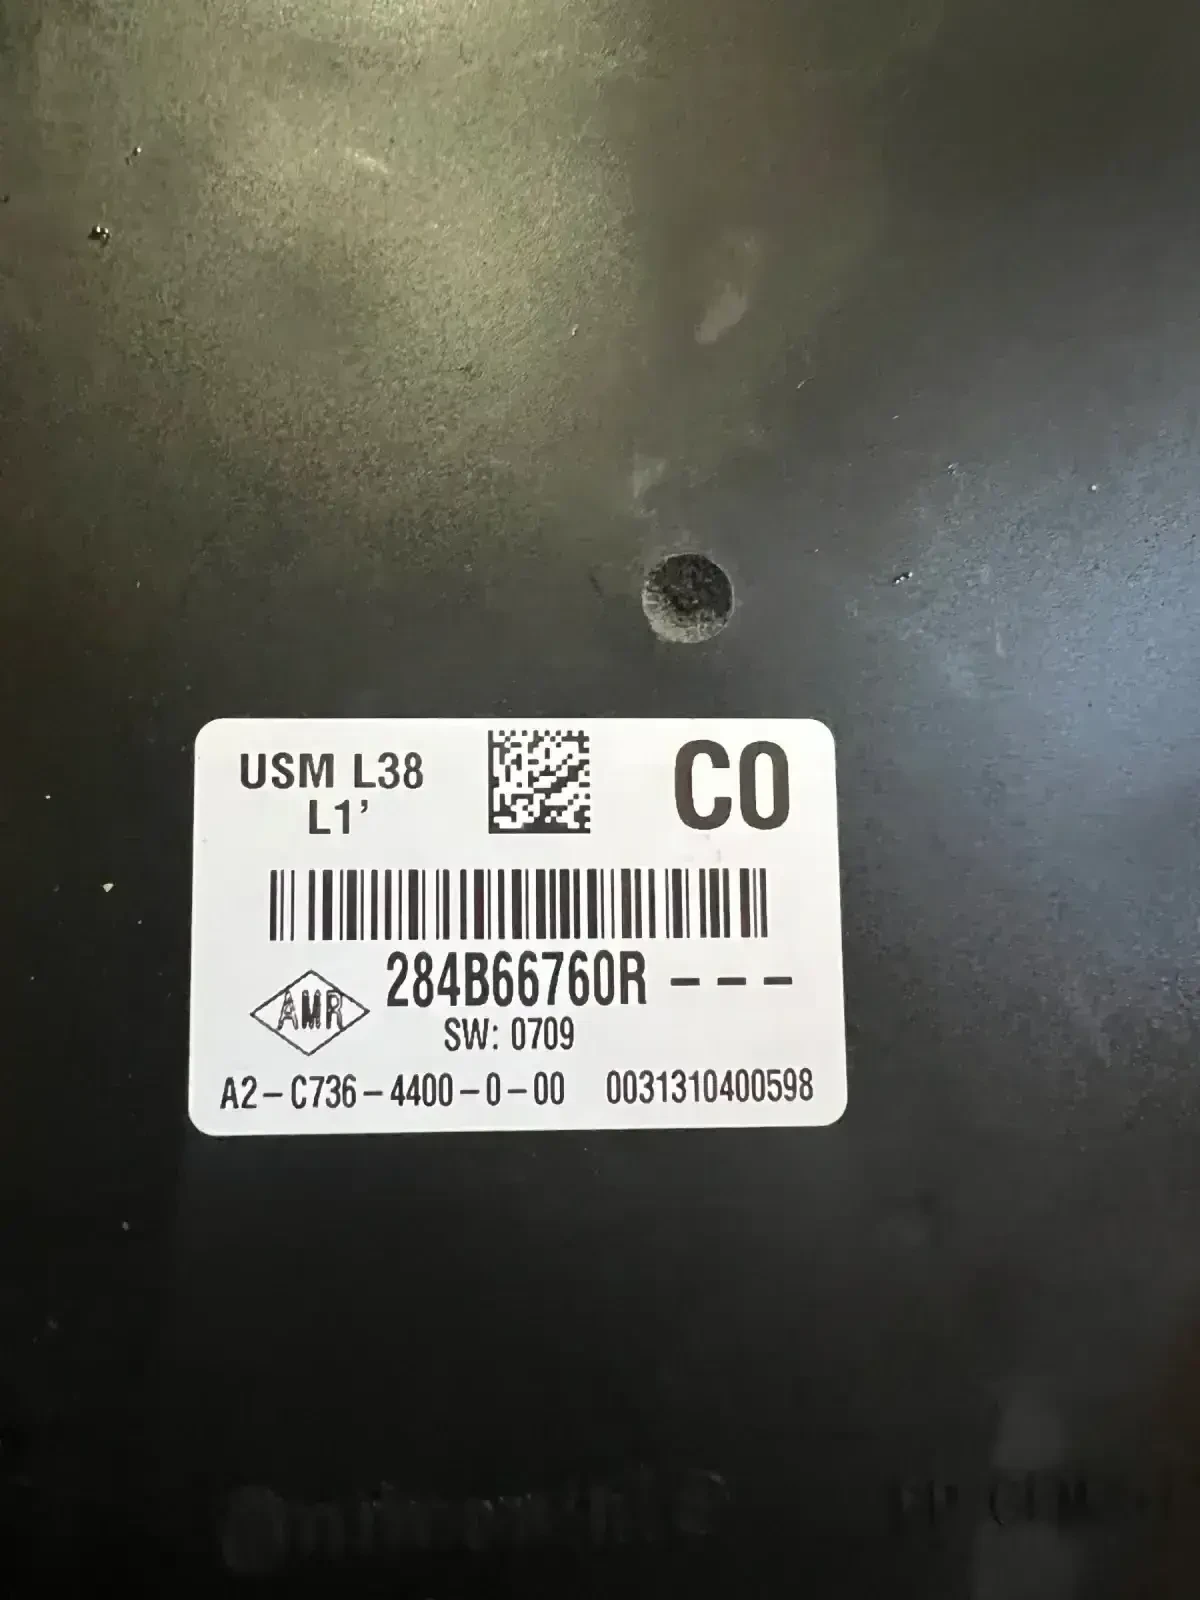 USM L38
L1’
C0
284B66760R - - -
AMR
SW: 0709
A2-C736-4400-0-00 0031310400598